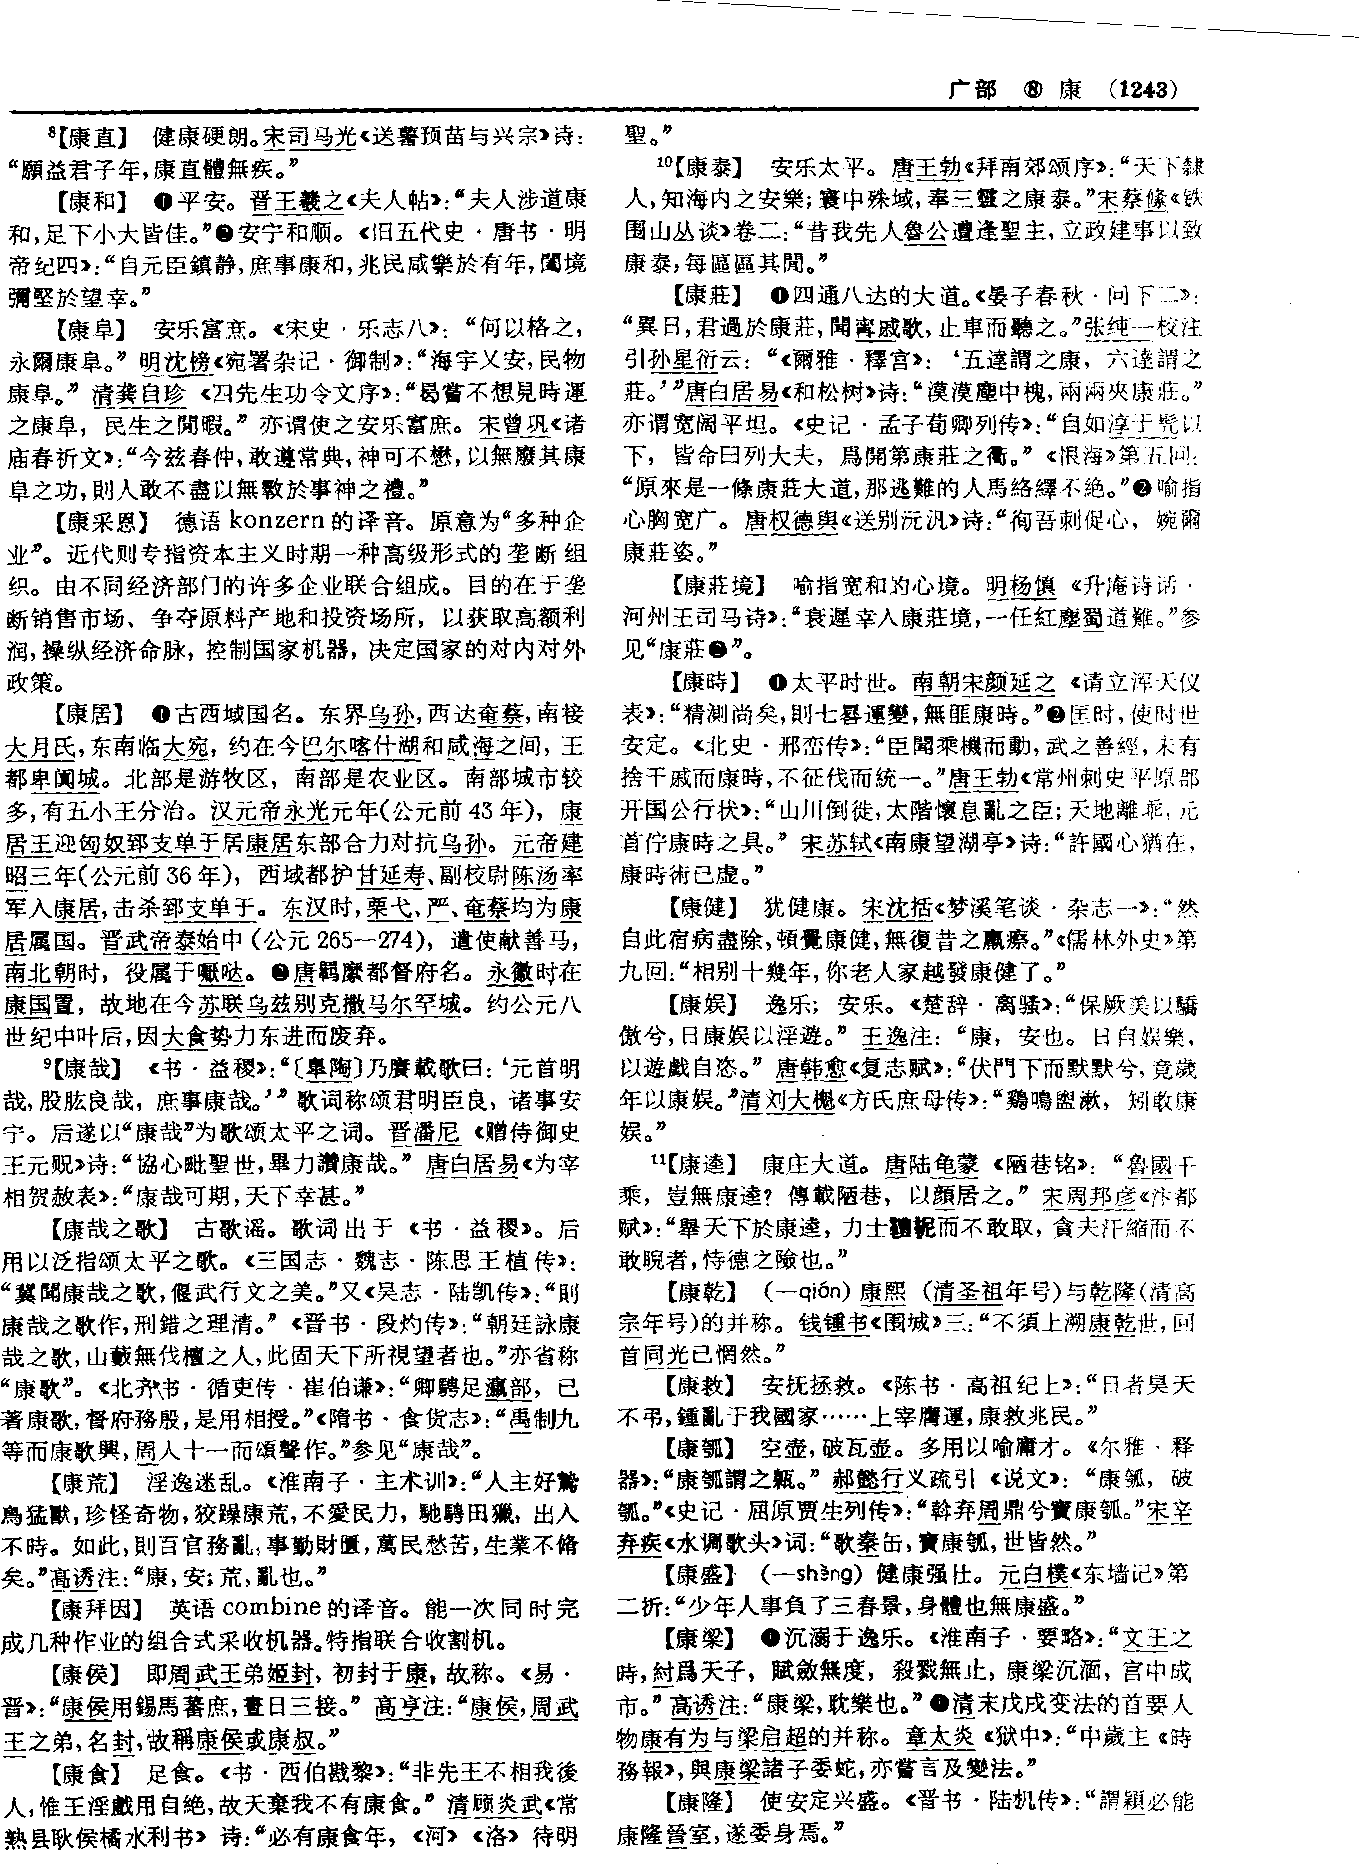 广部 ⑧ 康 (1243)
⁸【康直】 健康硬朗。宋司马光《送薯预苗与兴宗》诗：
“願益君子年，康直體無疾。”
【康和】 ❶平安。晋王羲之《夫人帖》：“夫人涉道康
和，足下小大皆佳。”❷安宁和顺。《旧五代史·唐书·明
帝纪四》：“自元臣鎮静，庶事康和，兆民咸樂於有年，闔境
彌堅於望幸。”
【康阜】 安乐富庶。《宋史·乐志八》：“何以格之，
永爾康阜。”明沈榜《宛署杂记·御制》：“海宇乂安，民物
康阜。”清龚自珍《四先生功令文序》：“曷嘗不想見時運
之康阜，民生之閒暇。”亦谓使之安乐富庶。宋曾巩《诸
庙春祈文》：“今兹春仲，敢遵常典，神可不懋，以無廢其康
阜之功，則人敢不盡以無斁於事神之禮。”
【康采恩】 德语konzern的译音。原意为“多种企
业”。近代则专指资本主义时期一种高级形式的垄断组
织。由不同经济部门的许多企业联合组成。目的在于垄
断销售市场、争夺原料产地和投资场所，以获取高额利
润，操纵经济命脉，控制国家机器，决定国家的对内对外
政策。
【康居】 ❶古西域国名。东界乌孙，西达奄蔡，南接
大月氏，东南临大宛，约在今巴尔喀什湖和咸海之间，王
都卑阗城。北部是游牧区，南部是农业区。南部城市较
多，有五小王分治。汉元帝永光元年(公元前43年)，康
居王迎匈奴郅支单于居康居东部合力对抗乌孙。元帝建
昭三年(公元前36年)，西域都护甘延寿、副校尉陈汤率
军入康居，击杀郅支单于。东汉时，栗弋、严、奄蔡均为康
居属国。晋武帝泰始中(公元265—274)，遣使献善马，
南北朝时，役属于嚈哒。❷唐羁縻都督府名。永徽时在
康国置，故地在今苏联乌兹别克撒马尔罕城。约公元八
世纪中叶后，因大食势力东进而废弃。
⁹【康哉】 《书·益稷》：“〔皋陶〕乃賡載歌曰：‘元首明
哉，股肱良哉，庶事康哉。’”歌词称颂君明臣良，诸事安
宁。后遂以“康哉”为歌颂太平之词。晋潘尼《赠侍御史
王元贶》诗：“協心毗聖世，畢力讚康哉。”唐白居易《为宰
相贺赦表》：“康哉可期，天下幸甚。”
【康哉之歌】 古歌谣。歌词出于《书·益稷》。后
用以泛指颂太平之歌。《三国志·魏志·陈思王植传》：
“冀聞康哉之歌，偃武行文之美。”又《吴志·陆凯传》：“則
康哉之歌作，刑錯之理清。”《晋书·段灼传》：“朝廷詠康
哉之歌，山藪無伐檀之人，此固天下所視望者也。”亦省称
“康歌”。《北齐书·循吏传·崔伯谦》：“卿騁足瀛部，已
著康歌，督府務殷，是用相授。”《隋书·食货志》：“禹制九
等而康歌興，周人十一而頌聲作。”参见“康哉”。
【康荒】 淫逸迷乱。《淮南子·主术训》：“人主好鷙
鳥猛獸，珍怪奇物，狡躁康荒，不愛民力，馳騁田獵，出入
不時。如此，則百官務亂，事勤財匱，萬民愁苦，生業不脩
矣。”高诱注：“康，安；荒，亂也。”
【康拜因】 英语combine的译音。能一次同时完
成几种作业的组合式采收机器。特指联合收割机。
【康侯】 即周武王弟姬封，初封于康，故称。《易·
晋》：“康侯用錫馬蕃庶，晝日三接。”高亨注：“康侯，周武
王之弟，名封，故稱康侯或康叔。”
【康食】 足食。《书·西伯戡黎》：“非先王不相我後
人，惟王淫戲用自绝，故天棄我不有康食。”清顾炎武《常
熟县耿侯橘水利书》诗：“必有康食年，《河》《洛》待明
聖。”
¹⁰【康泰】 安乐太平。唐王勃《拜南郊颂序》：“天下隸
人，知海内之安樂；寰中殊域，奉三靈之康泰。”宋蔡絛《铁
围山丛谈》卷二：“昔我先人魯公遭逢聖主，立政建事以致
康泰，每區區其間。”
【康莊】 ❶四通八达的大道。《晏子春秋·问下二》：
“異日，君過於康莊，聞甯戚歌，止車而聽之。”张纯一校注
引孙星衍云：“《爾雅·釋宫》：‘五達謂之康，六達謂之
莊。’”唐白居易《和松树》诗：“漠漠塵中槐，兩兩夾康莊。”
亦谓宽阔平坦。《史记·孟子荀卿列传》：“自如淳于髡以
下，皆命曰列大夫，爲開第康莊之衢。”《恨海》第五回：
“原來是一條康莊大道，那逃難的人馬絡繹不絶。”❷喻指
心胸宽广。唐权德舆《送别沅汎》诗：“徇吾刺促心，婉爾
康莊姿。”
【康莊境】 喻指宽和的心境。明杨慎《升庵诗话·
河州王司马诗》：“衰遲幸入康莊境，一任紅塵蜀道難。”参
见“康莊❷”。
【康時】 ❶太平时世。南朝宋颜延之《请立浑天仪
表》：“精測尚矣，則七晷運變，無匪康時。”❷匡时，使时世
安定。《北史·邢峦传》：“臣聞乘機而動，武之善經，未有
捨干戚而康時，不征伐而統一。”唐王勃《常州刺史平原郡
开国公行状》：“山川倒徙，太階懷息亂之臣；天地離乖，元
首佇康時之具。”宋苏轼《南康望湖亭》诗：“許國心猶在，
康時術已虚。”
【康健】 犹健康。宋沈括《梦溪笔谈·杂志一》：“然
自此宿病盡除，頓覺康健，無復昔之羸瘵。”《儒林外史》第
九回：“相别十幾年，你老人家越發康健了。”
【康娱】 逸乐；安乐。《楚辞·离骚》：“保厥美以驕
傲兮，日康娱以淫遊。”王逸注：“康，安也。日自娱樂，
以遊戲自恣。”唐韩愈《复志赋》：“伏門下而默默兮，竟歲
年以康娱。”清刘大櫆《方氏庶母传》：“鷄鳴盥漱，矧敢康
娱。”
¹¹【康逵】 康庄大道。唐陆龟蒙《陋巷铭》：“魯國千
乘，豈無康逵？傳載陋巷，以顔居之。”宋周邦彦《汴都
赋》：“舉天下於康逵，力士褫而不敢取，貪夫汗縮而不
敢睨者，恃德之險也。”
【康乾】 (—qián)康熙(清圣祖年号)与乾隆(清高
宗年号)的并称。钱锺书《围城》三：“不須上溯康乾世，回
首同光已惘然。”
【康救】 安抚拯救。《陈书·高祖纪上》：“日者昊天
不弔，鍾亂于我國家……上宰膺運，康救兆民。”
【康瓠】 空壶，破瓦壶。多用以喻庸才。《尔雅·释
器》：“康瓠謂之甈。”郝懿行义疏引《说文》：“康瓠，破
瓠。”《史记·屈原贾生列传》：“斡弃周鼎兮寶康瓠。”宋辛
弃疾《水调歌头》词：“歌秦缶，寶康瓠，世皆然。”
【康盛】 (—shèng)健康强壮。元白樸《东墙记》第
二折：“少年人事負了三春景，身體也無康盛。”
【康梁】 ❶沉溺于逸乐。《淮南子·要略》：“文王之
時，紂爲天子，賦斂無度，殺戮無止，康梁沉湎，宫中成
市。”高诱注：“康梁，耽樂也。”❷清末戊戌变法的首要人
物康有为与梁启超的并称。章太炎《狱中》：“中歲主《時
務報》，與康梁諸子委蛇，亦嘗言及變法。”
【康隆】 使安定兴盛。《晋书·陆机传》：“謂穎必能
康隆晉室，遂委身焉。”